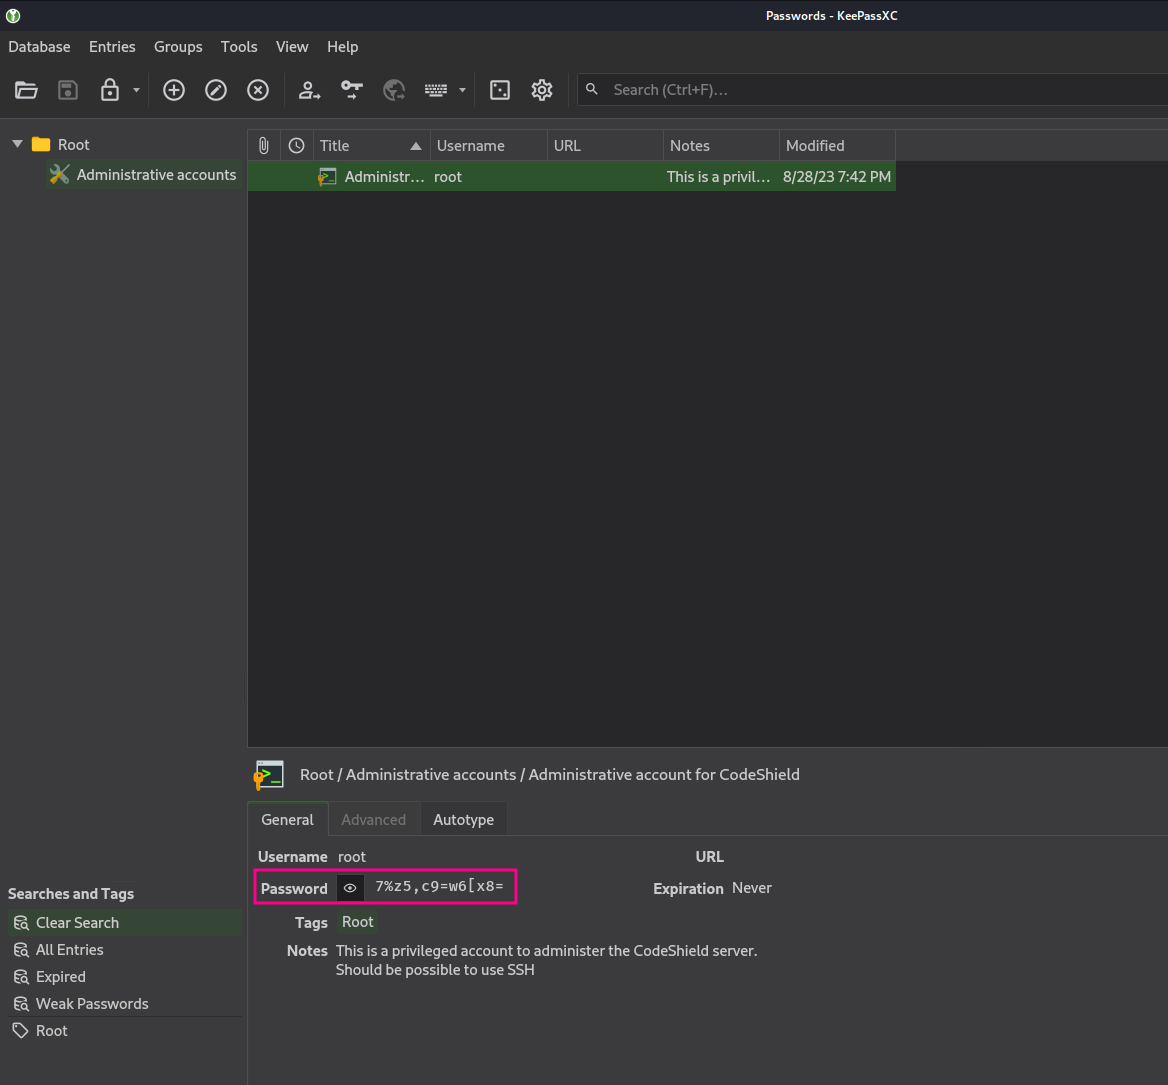 Passwords - KeePassXC
Database Entries Groups Tools View Help
Search (Ctrl+F)...
Root
Administrative accounts
Title Username URL Notes Modified
Administr... root This is a privil... 8/28/23 7:42 PM
Root / Administrative accounts / Administrative account for CodeShield
General Advanced Autotype
Username root URL
Password 7%z5,c9=w6[x8= Expiration Never
Tags Root
Notes This is a privileged account to administer the CodeShield server.
Should be possible to use SSH
Searches and Tags
Clear Search
All Entries
Expired
Weak Passwords
Root